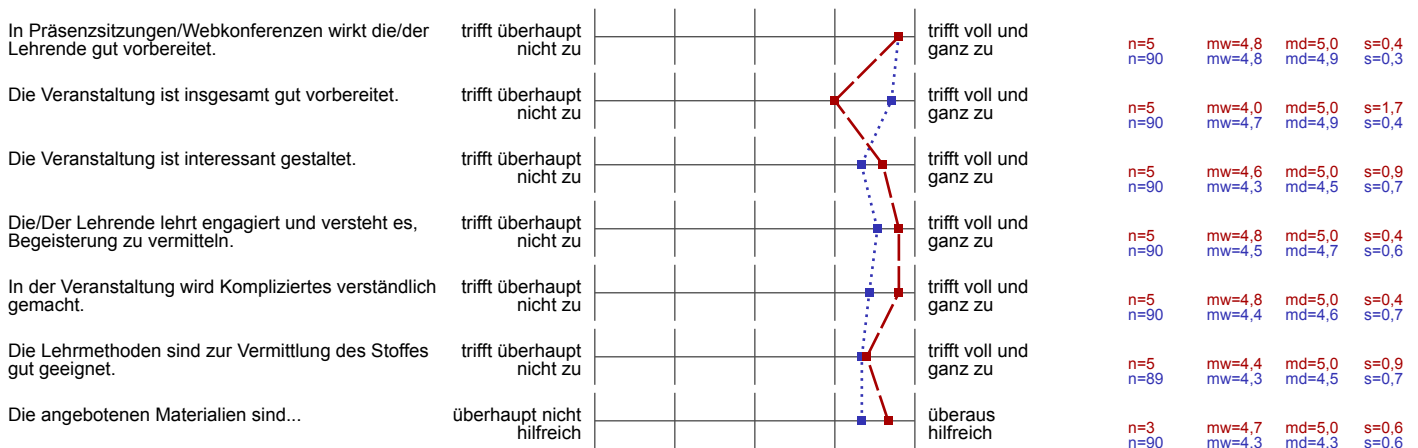 In Präsenzsitzungen/Webkonferenzen wirkt die/der
Lehrende gut vorbereitet.
trifft überhaupt
nicht zu
trifft voll und
ganz zu
n=5 mw=4,8 md=5,0 s=0,4
n=90 mw=4,8 md=4,9 s=0,3
Die Veranstaltung ist insgesamt gut vorbereitet.
trifft überhaupt
nicht zu
trifft voll und
ganz zu
n=5 mw=4,0 md=5,0 s=1,7
n=90 mw=4,7 md=4,9 s=0,4
Die Veranstaltung ist interessant gestaltet.
trifft überhaupt
nicht zu
trifft voll und
ganz zu
n=5 mw=4,6 md=5,0 s=0,9
n=90 mw=4,3 md=4,5 s=0,7
Die/Der Lehrende lehrt engagiert und versteht es,
Begeisterung zu vermitteln.
trifft überhaupt
nicht zu
trifft voll und
ganz zu
n=5 mw=4,8 md=5,0 s=0,4
n=90 mw=4,5 md=4,7 s=0,6
In der Veranstaltung wird Kompliziertes verständlich
gemacht.
trifft überhaupt
nicht zu
trifft voll und
ganz zu
n=5 mw=4,8 md=5,0 s=0,4
n=90 mw=4,4 md=4,6 s=0,7
Die Lehrmethoden sind zur Vermittlung des Stoffes
gut geeignet.
trifft überhaupt
nicht zu
trifft voll und
ganz zu
n=5 mw=4,4 md=5,0 s=0,9
n=89 mw=4,3 md=4,5 s=0,7
Die angebotenen Materialien sind...
überhaupt nicht
hilfreich
überaus
hilfreich
n=3 mw=4,7 md=5,0 s=0,6
n=90 mw=4,3 md=4,3 s=0,6